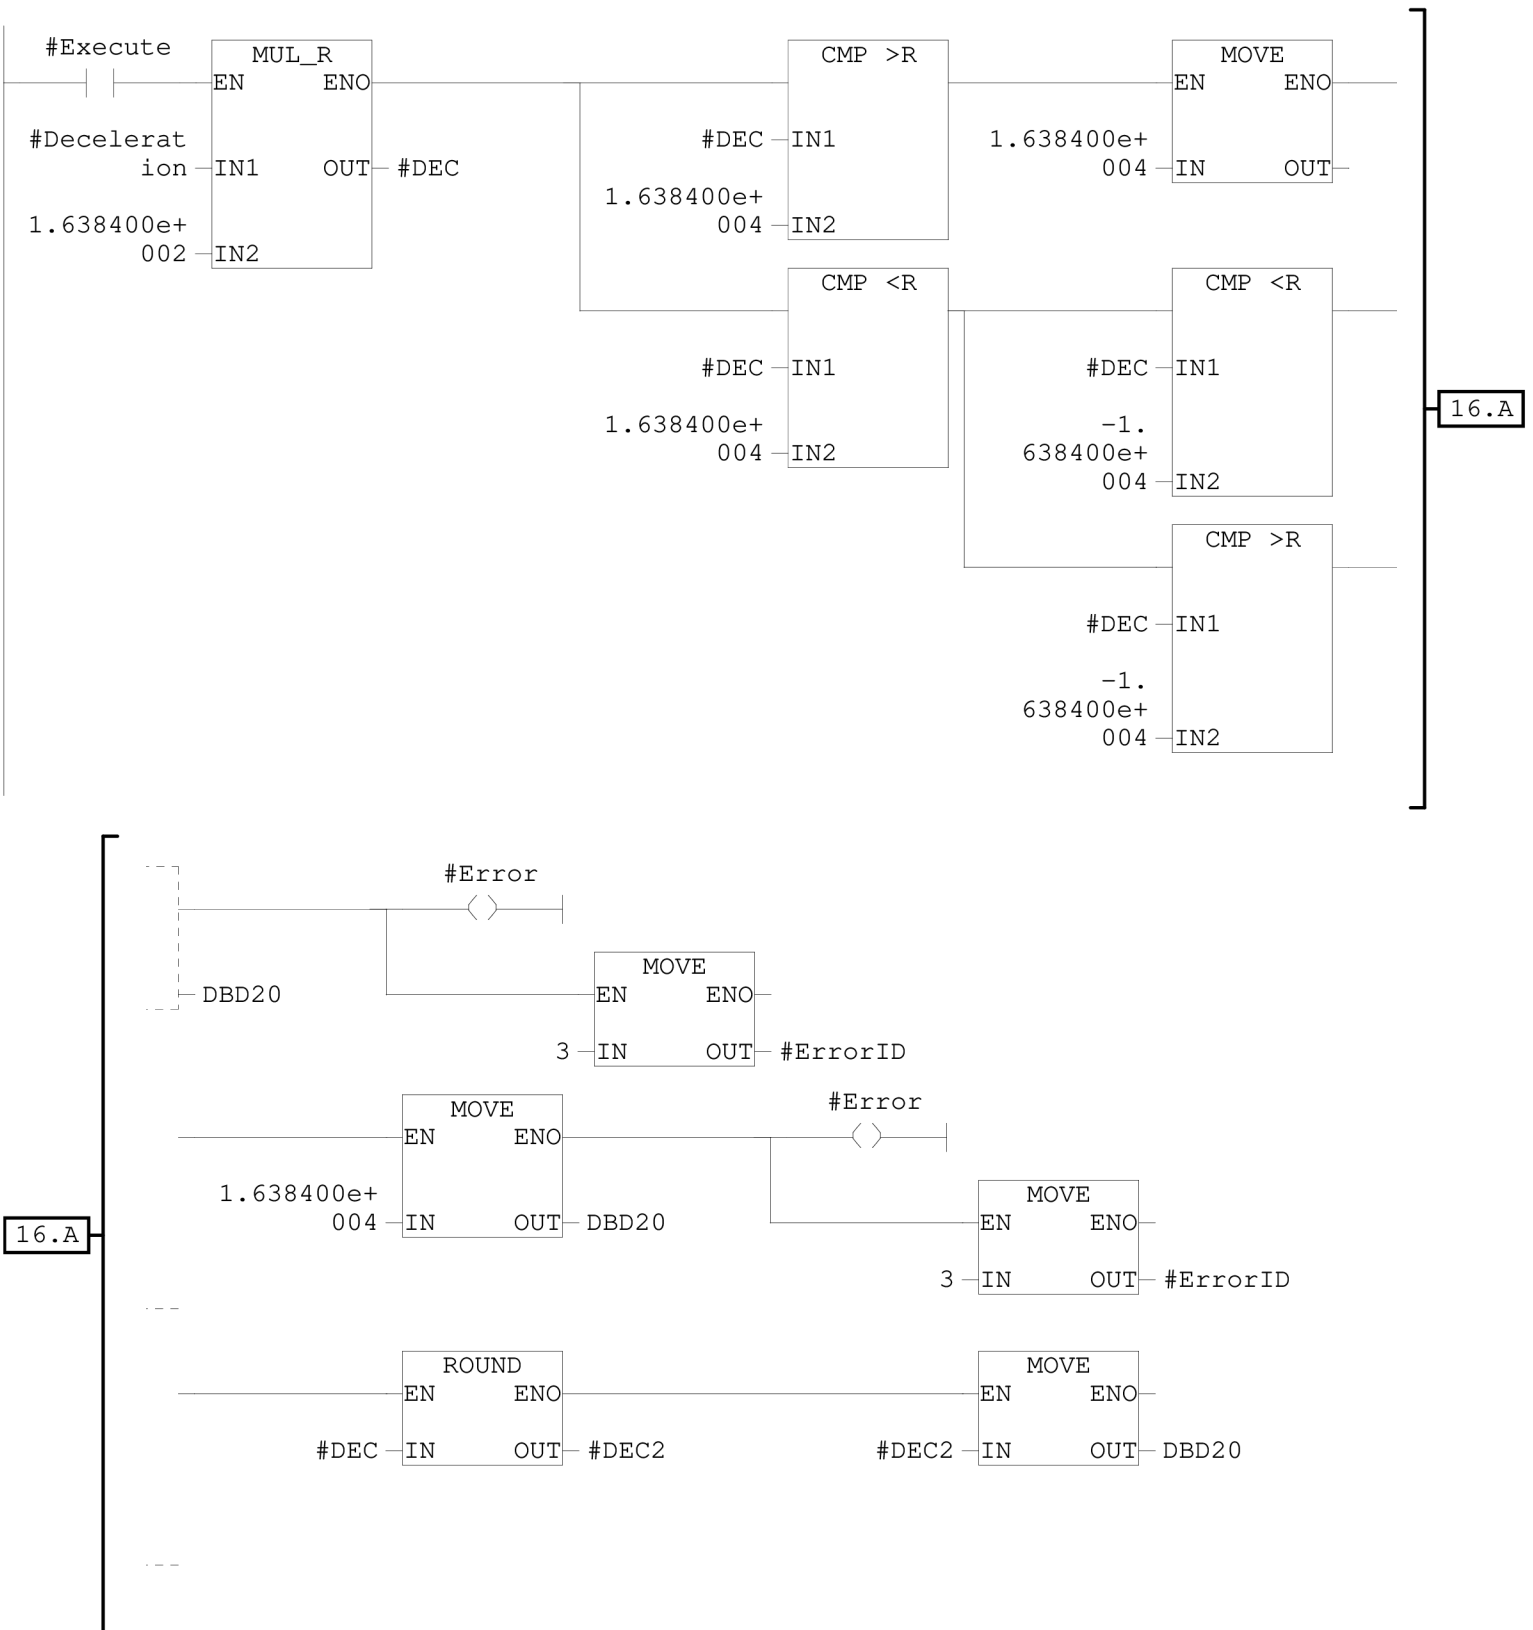 #Execute
MUL_R
CMP >R
MOVE
EN ENO
EN ENO
#Decelerat
ion
IN1 OUT
#DEC
#DEC
IN1
1.638400e+
004
IN OUT
1.638400e+
002
IN2
1.638400e+
004
IN2
CMP <R
CMP <R
#DEC
IN1
#DEC
IN1
1.638400e+
004
IN2
-1.
638400e+
004
IN2
16.A
CMP >R
#DEC
IN1
-1.
638400e+
004
IN2
#Error
DBD20
MOVE
EN ENO
3
IN OUT
#ErrorID
MOVE
#Error
EN ENO
1.638400e+
004
IN OUT
DBD20
MOVE
EN ENO
3
IN OUT
#ErrorID
16.A
ROUND
MOVE
EN ENO
EN ENO
#DEC
IN OUT
#DEC2
#DEC2
IN OUT
DBD20